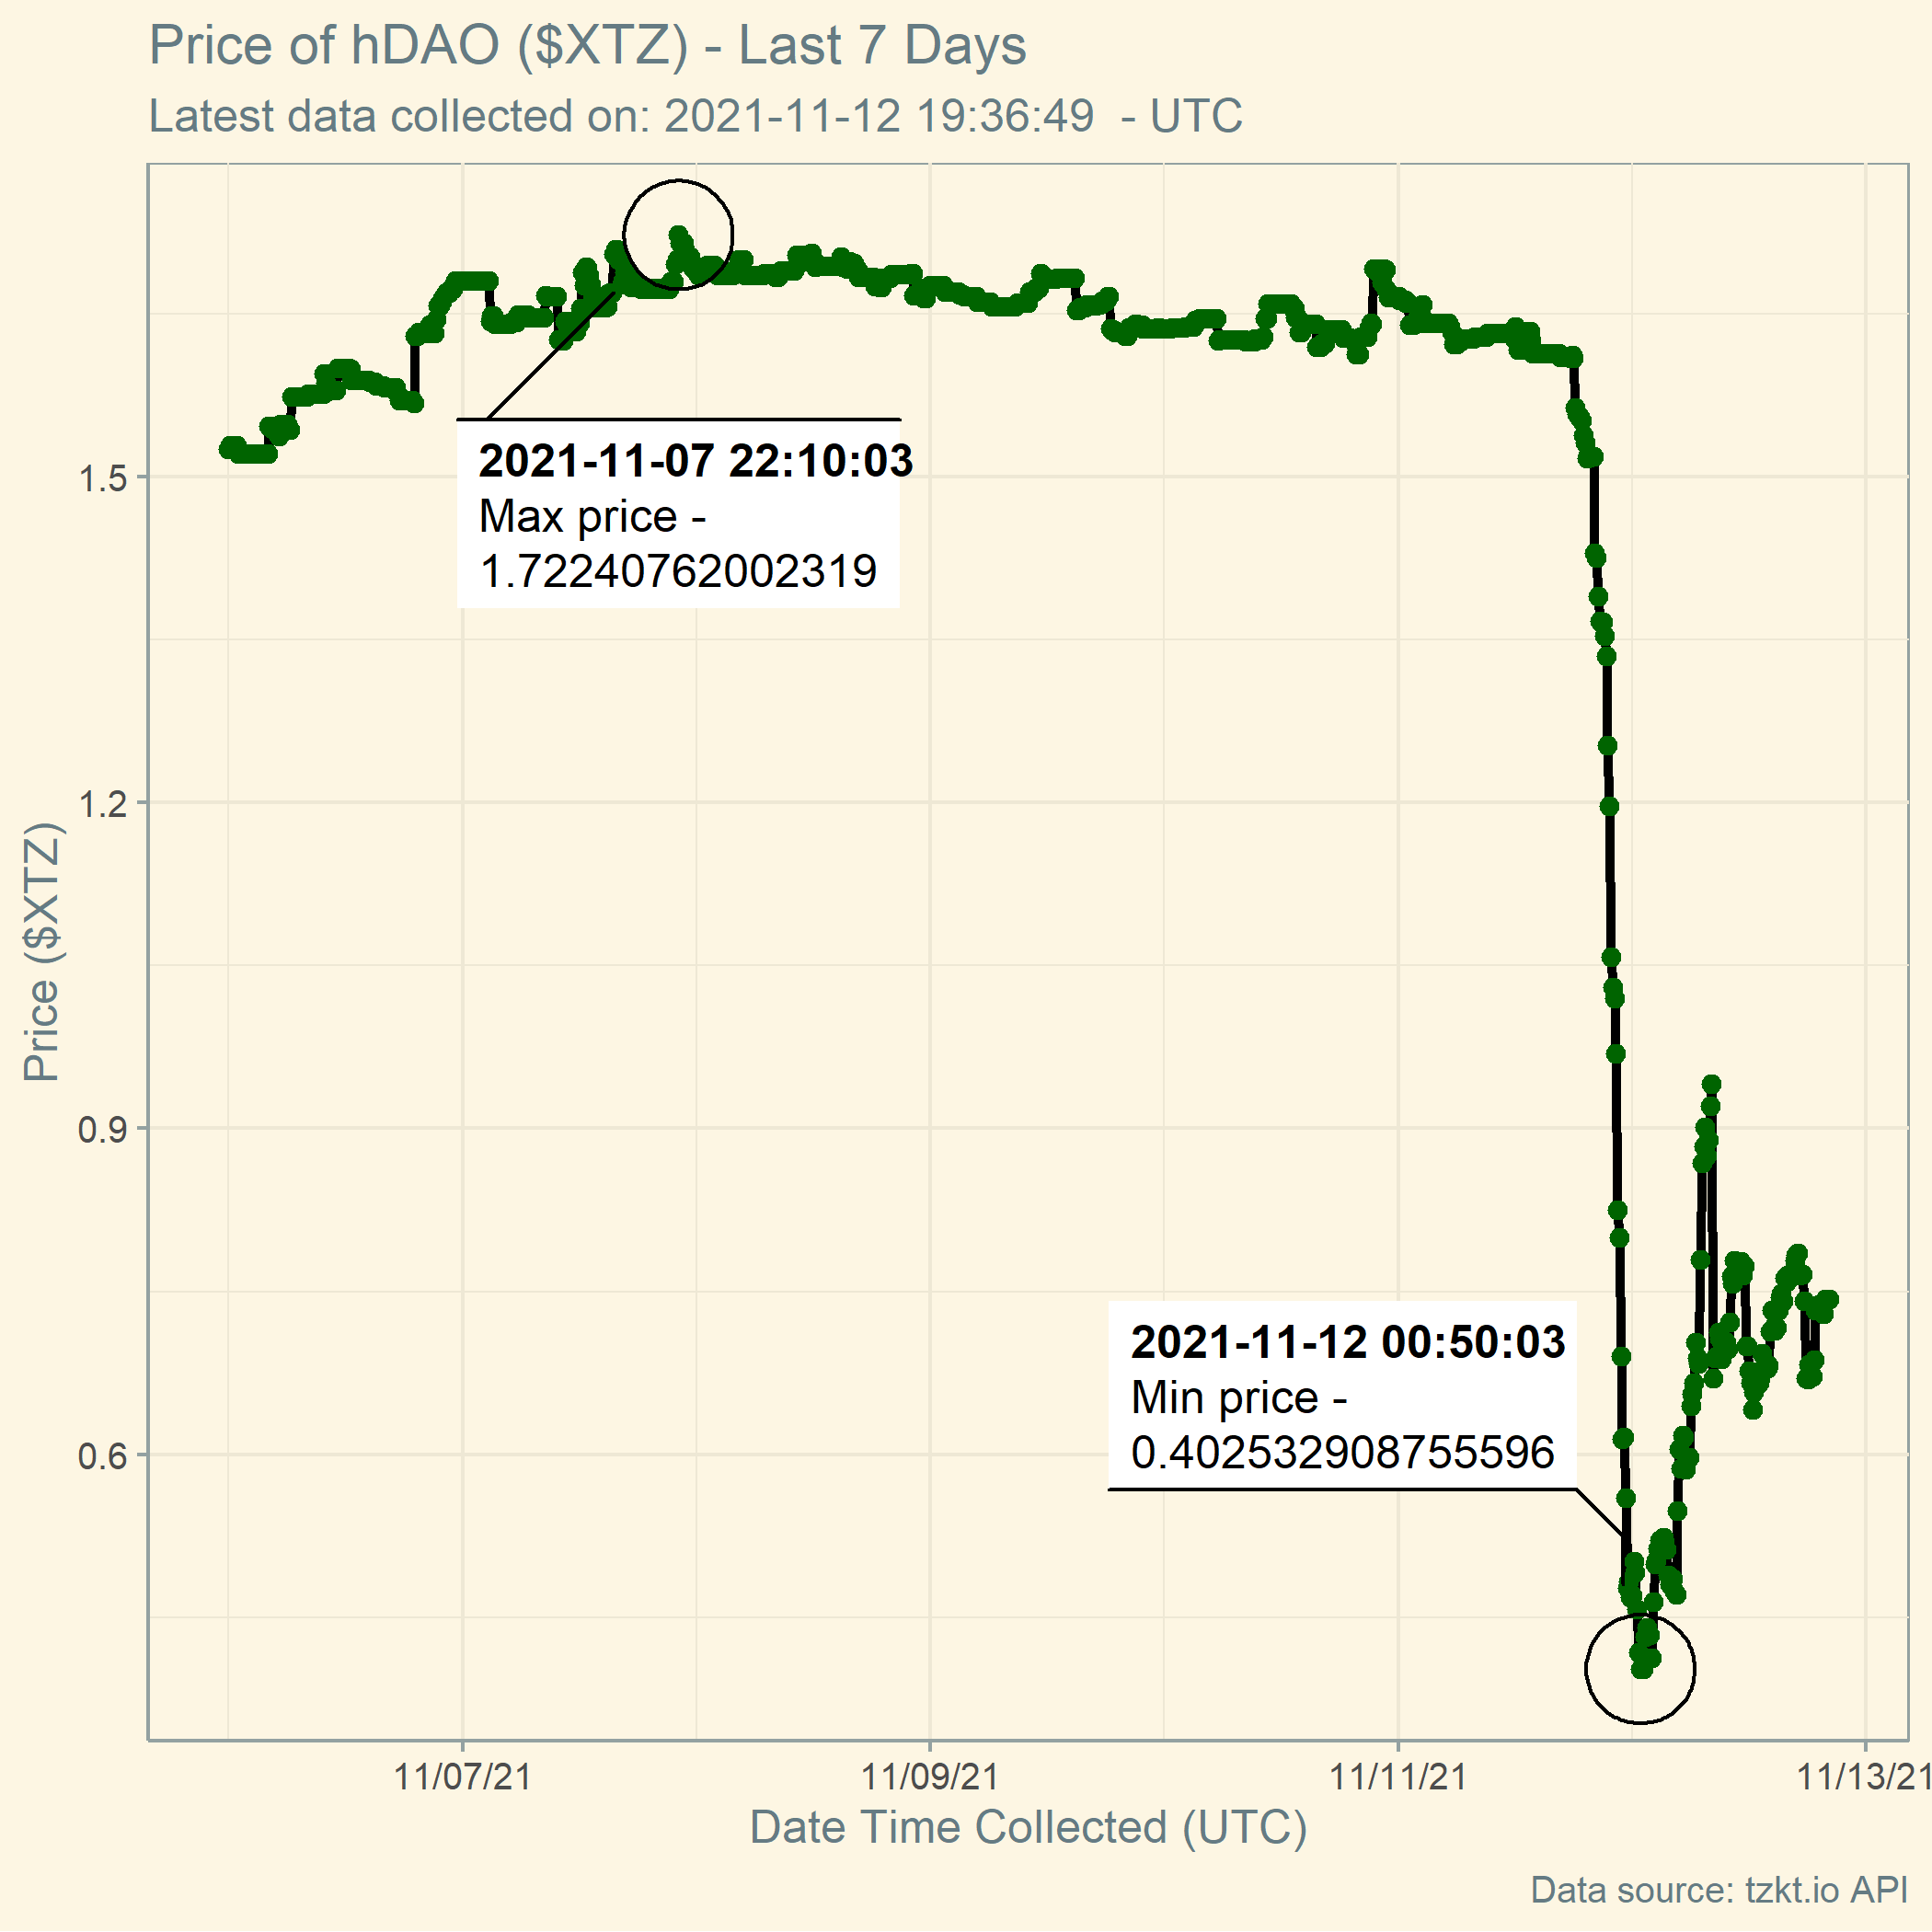 Price of hDAO ($XTZ) - Last 7 Days
Latest data collected on: 2021-11-12 19:36:49  - UTC
Price ($XTZ)
1.5
1.2
0.9
0.6
2021-11-07 22:10:03
Max price -
1.72240762002319
2021-11-12 00:50:03
Min price -
0.402532908755596
11/07/21
11/09/21
11/11/21
11/13/21
Date Time Collected (UTC)
Data source: tzkt.io API